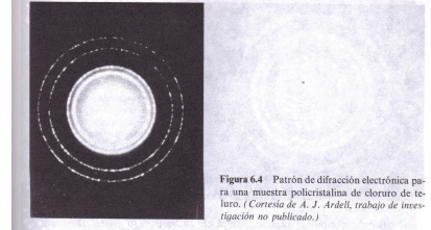 Figura 6.4 Patrón de difracción electrónica pa-
ra una muestra policristalina de cloruro de te-
luro. (Cortesía de A. J. Ardell, trabajo de inves-
tigación no publicado.)